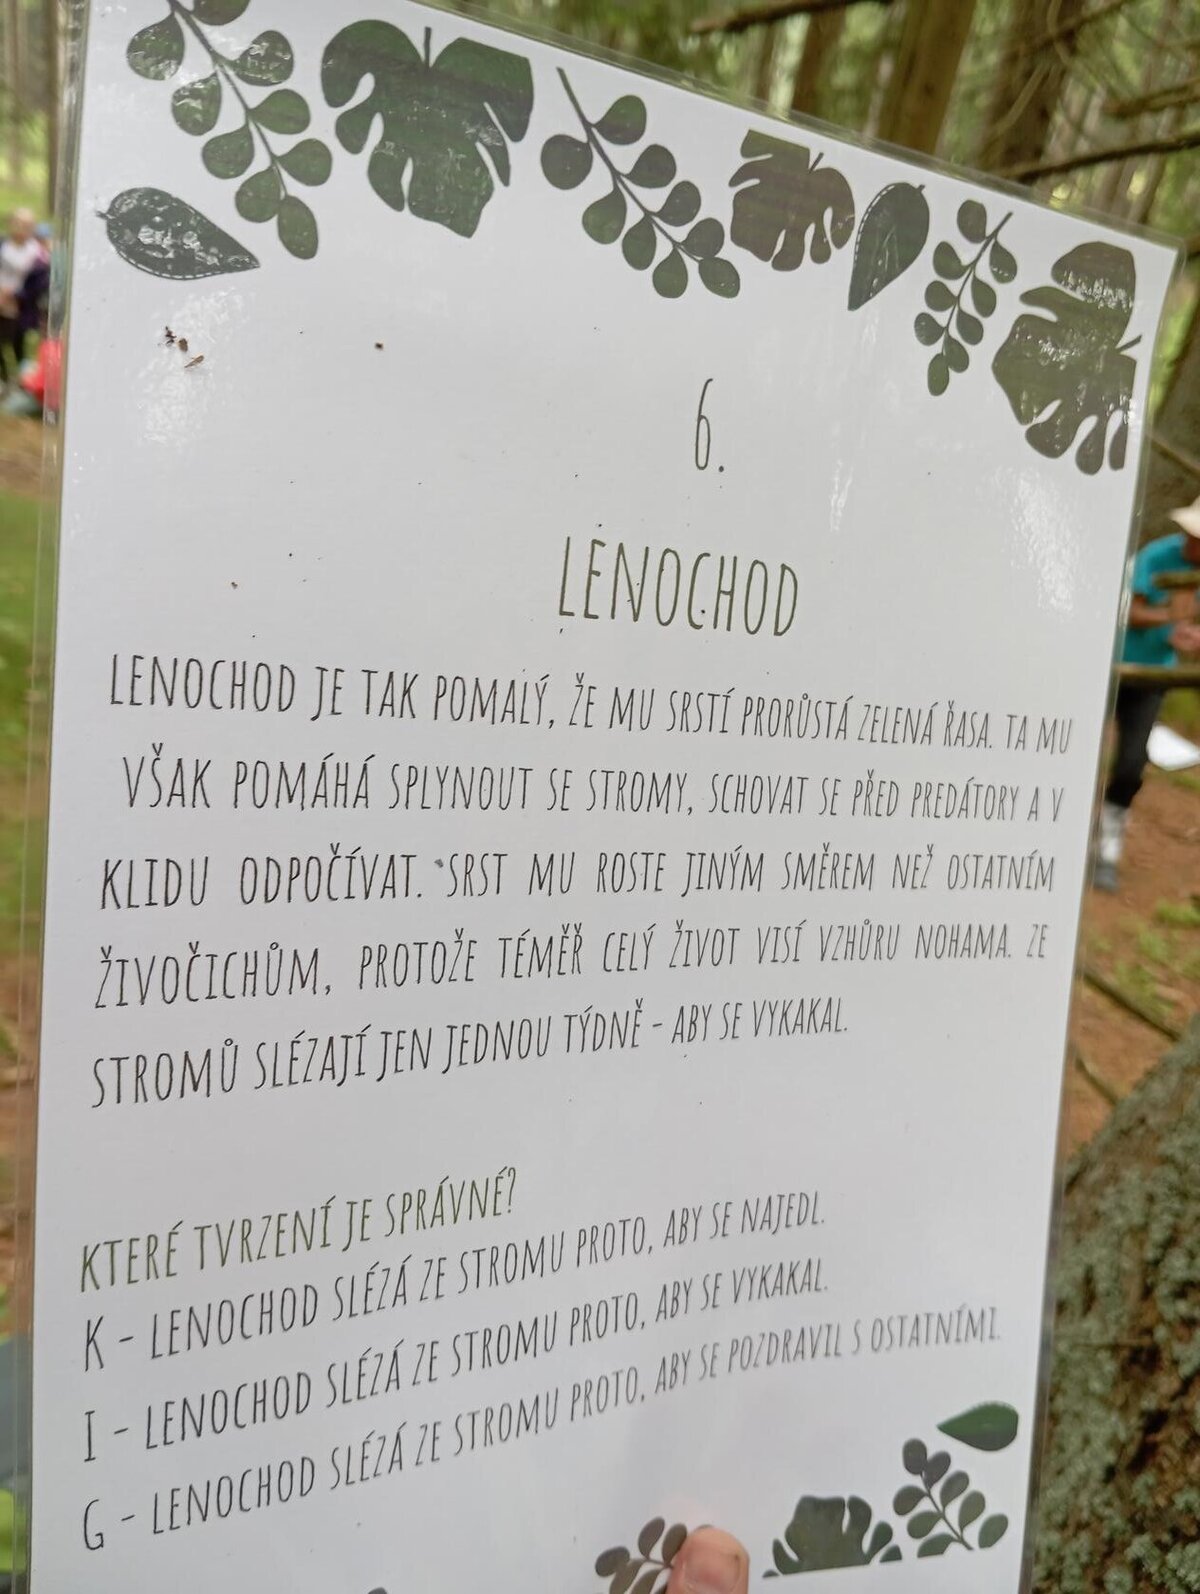 6.
LENOCHOD
LENOCHOD JE TAK POMALÝ, ŽE MU SRSTÍ PRORŮSTÁ ZELENÁ ŘASA. TA MU
VŠAK POMÁHÁ SPLYNOUT SE STROMY, SCHOVAT SE PŘED PREDÁTORY A V
KLIDU ODPOČÍVAT. SRST MU ROSTE JINÝM SMĚREM NEŽ OSTATNÍM
ŽIVOČICHŮM, PROTOŽE TÉMĚŘ CELÝ ŽIVOT VISÍ VZHŮRU NOHAMA. ZE
STROMŮ SLÉZAJÍ JEN JEDNOU TÝDNĚ - ABY SE VYKAKAL.
KTERÉ TVRZENÍ JE SPRÁVNÉ?
K - LENOCHOD SLÉZÁ ZE STROMU PROTO, ABY SE NAJEDL.
I - LENOCHOD SLÉZÁ ZE STROMU PROTO, ABY SE VYKAKAL.
G - LENOCHOD SLÉZÁ ZE STROMU PROTO, ABY SE POZDRAVIL S OSTATNÍMI.